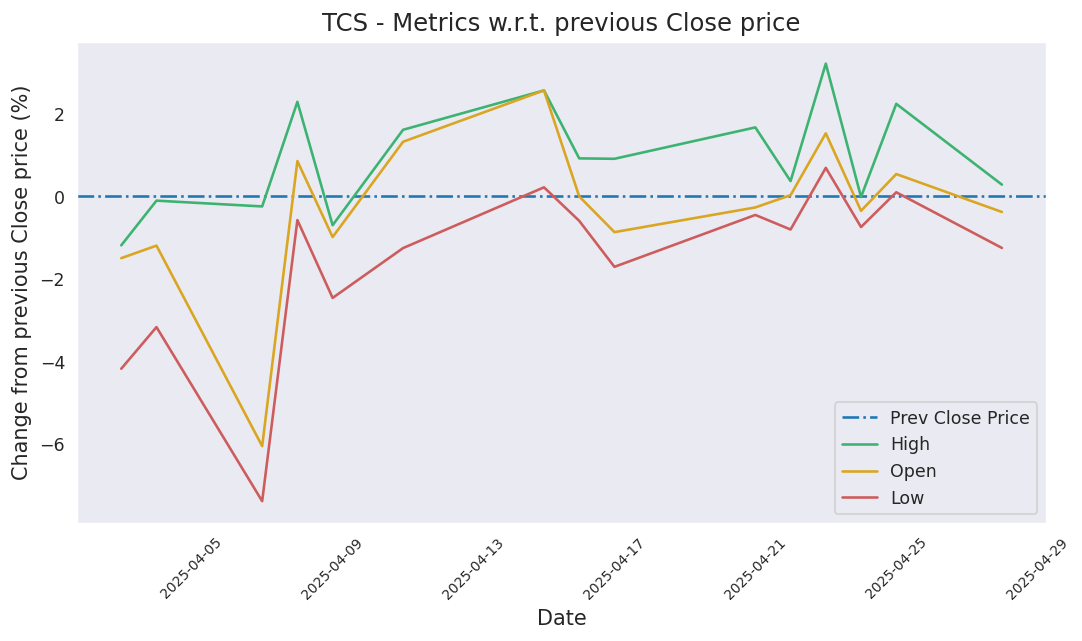 TCS - Metrics w.r.t. previous Close price
Change from previous Close price (%)
2
0
−2
−4
−6
Prev Close Price
High
Open
Low
2025-04-05
2025-04-09
2025-04-13
2025-04-17
2025-04-21
2025-04-25
2025-04-29
Date